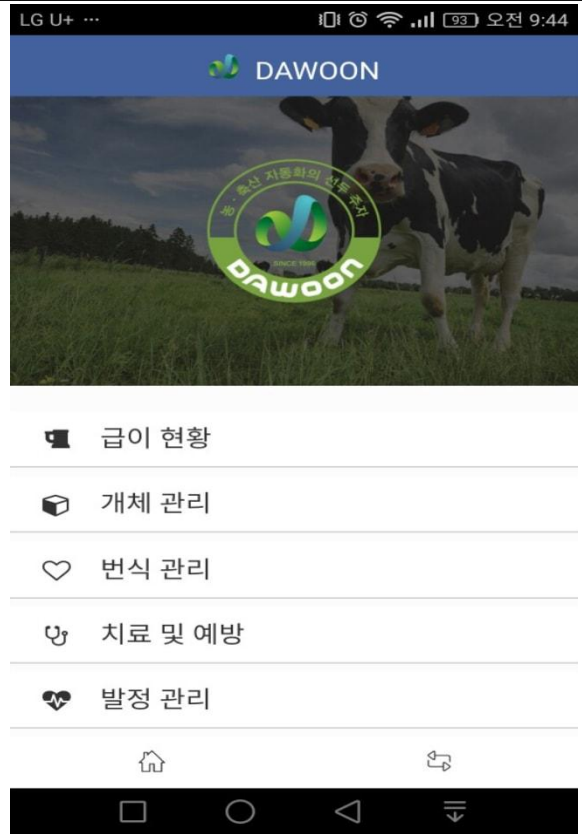 LG U+ ··· 93 오전 9:44
DAWOON
농·축산 자동화의 선두 주자
SINCE 1996
DAWOON
급이 현황
개체 관리
번식 관리
치료 및 예방
발정 관리